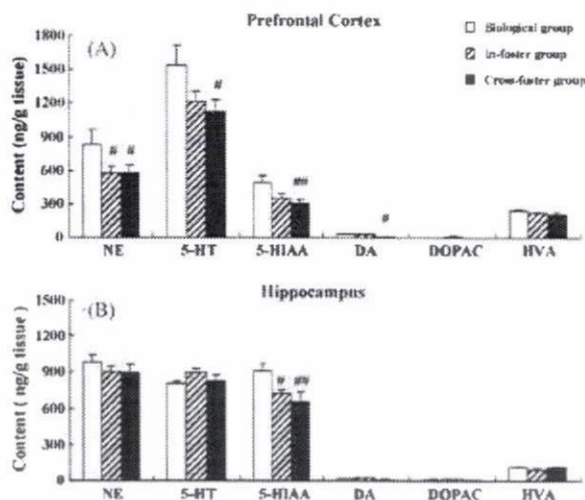 Prefrontal Cortex
(A)
Biological group
In-foster group
Cross-foster group
Content (ng/g tissue)
1800
1500
1200
900
600
300
0
# # # ## #
NE 5-HT 5-HIAA DA DOPAC HVA
Hippocampus
(B)
Content ( ng/g tissue )
1500
1200
900
600
300
0
# ##
NE 5-HT 5-HIAA DA DOPAC HVA